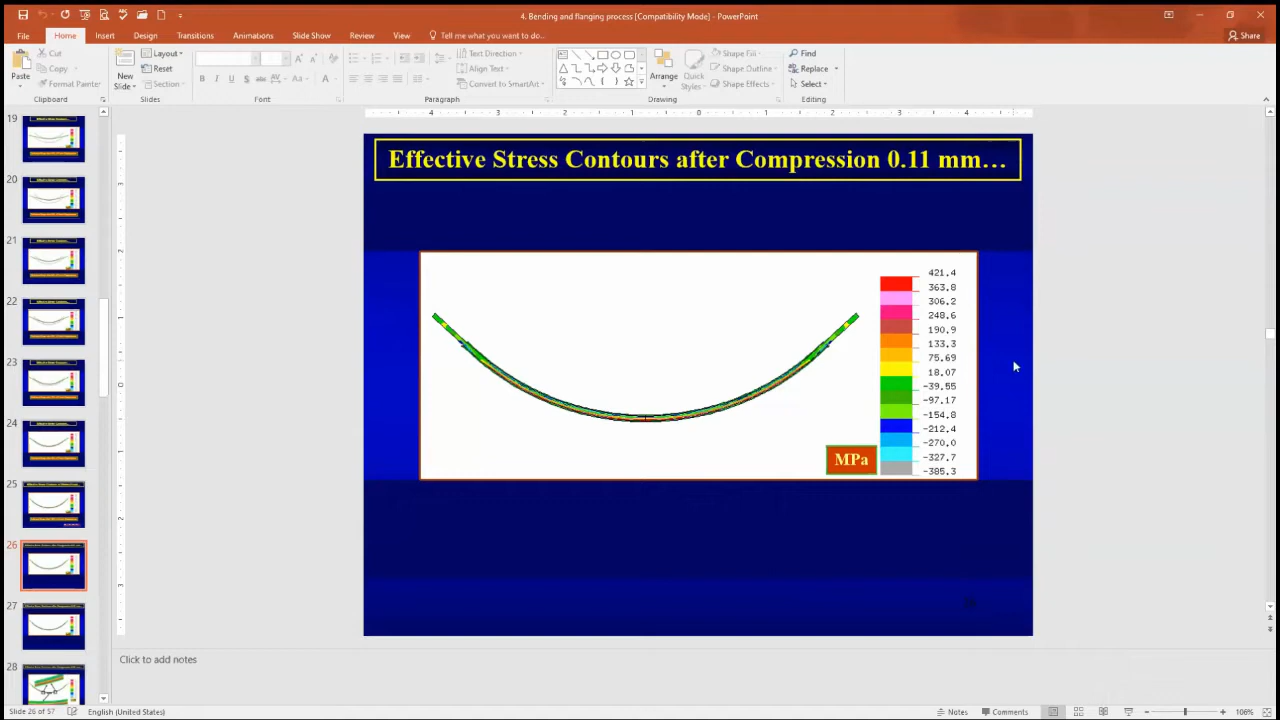 4. Bending and flanging process [Compatibility Mode] - PowerPoint
File Home Insert Design Transitions Animations Slide Show Review View Tell me what you want to do... Share
Paste
Cut
Copy
Format Painter
Clipboard
New
Slide
Layout
Reset
Section
Slides
Font
Text Direction
Align Text
Convert to SmartArt
Paragraph
Arrange
Quick
Styles
Shape Fill
Shape Outline
Shape Effects
Drawing
Find
Replace
Select
Editing
19
20
21
22
23
24
25
26
27
28
Effective Stress Contours after Compression 0.11 mm...
421.4
363.8
306.2
248.6
190.9
133.3
75.69
18.07
-39.55
-97.17
-154.8
-212.4
-270.0
-327.7
-385.3
MPa
Click to add notes
Slide 26 of 57 English (United States) Notes Comments 106%